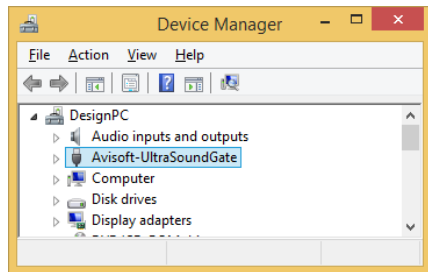 Device Manager
File Action View Help
DesignPC
Audio inputs and outputs
Avisoft-UltraSoundGate
Computer
Disk drives
Display adapters